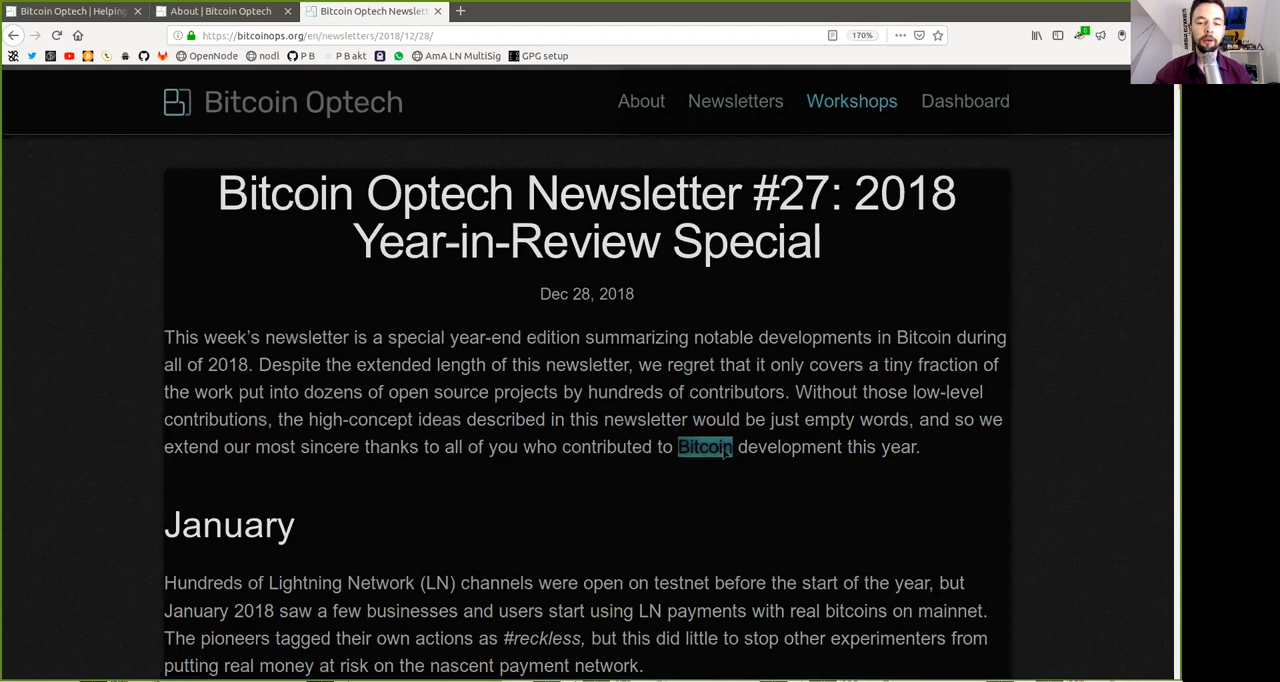 Bitcoin Optech | Helping
About | Bitcoin Optech
Bitcoin Optech Newslett
https://bitcoinops.org/en/newsletters/2018/12/28/
170%
OpenNode
nodl
P B
P B akt
AmA LN MultiSig
GPG setup
Bitcoin Optech
About
Newsletters
Workshops
Dashboard
Bitcoin Optech Newsletter #27: 2018
Year-in-Review Special
Dec 28, 2018
This week's newsletter is a special year-end edition summarizing notable developments in Bitcoin during
all of 2018. Despite the extended length of this newsletter, we regret that it only covers a tiny fraction of
the work put into dozens of open source projects by hundreds of contributors. Without those low-level
contributions, the high-concept ideas described in this newsletter would be just empty words, and so we
extend our most sincere thanks to all of you who contributed to Bitcoin development this year.
January
Hundreds of Lightning Network (LN) channels were open on testnet before the start of the year, but
January 2018 saw a few businesses and users start using LN payments with real bitcoins on mainnet.
The pioneers tagged their own actions as #reckless, but this did little to stop other experimenters from
putting real money at risk on the nascent payment network.